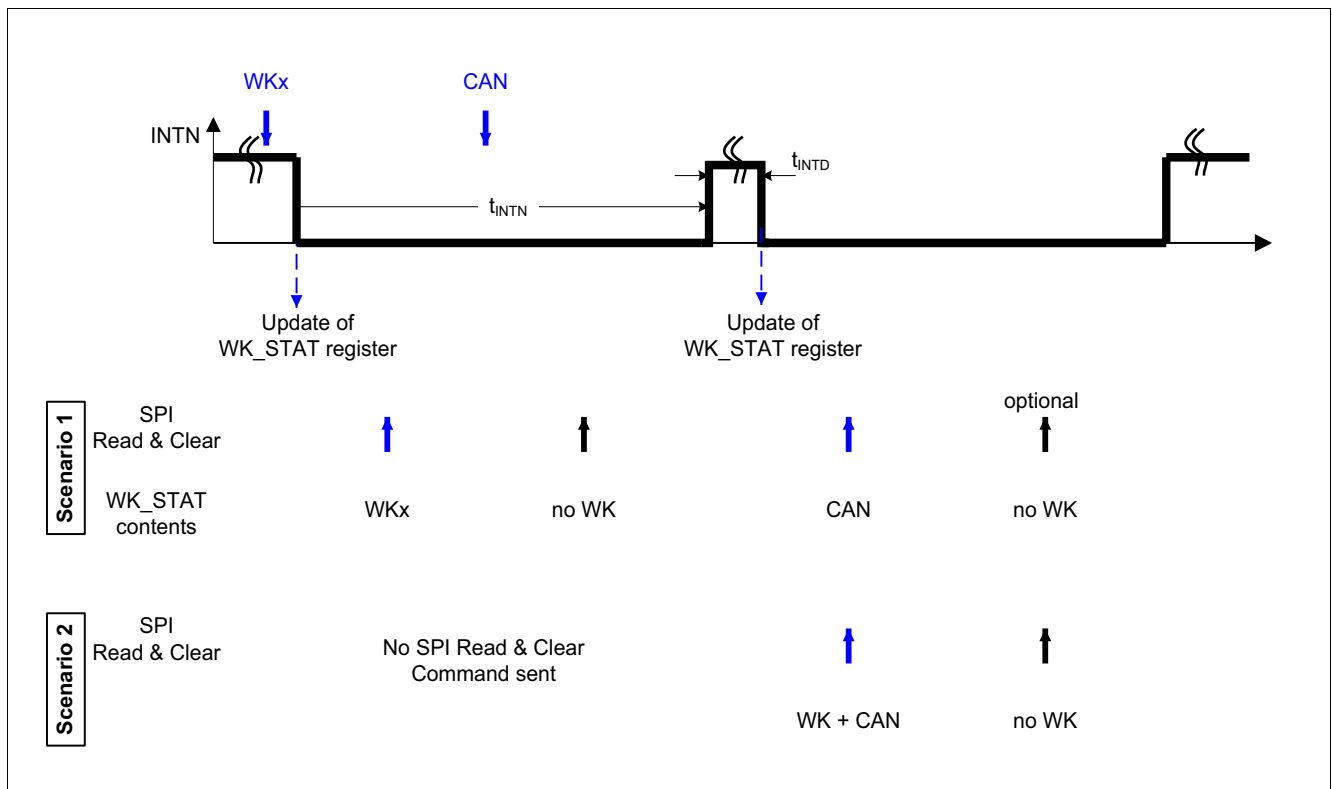 WKx
CAN
INTN
tINTD
tINTN
Update of
WK_STAT register
Update of
WK_STAT register
Scenario 1
SPI
Read & Clear
optional
WK_STAT
contents
WKx
no WK
CAN
no WK
Scenario 2
SPI
Read & Clear
No SPI Read & Clear
Command sent
WK + CAN
no WK